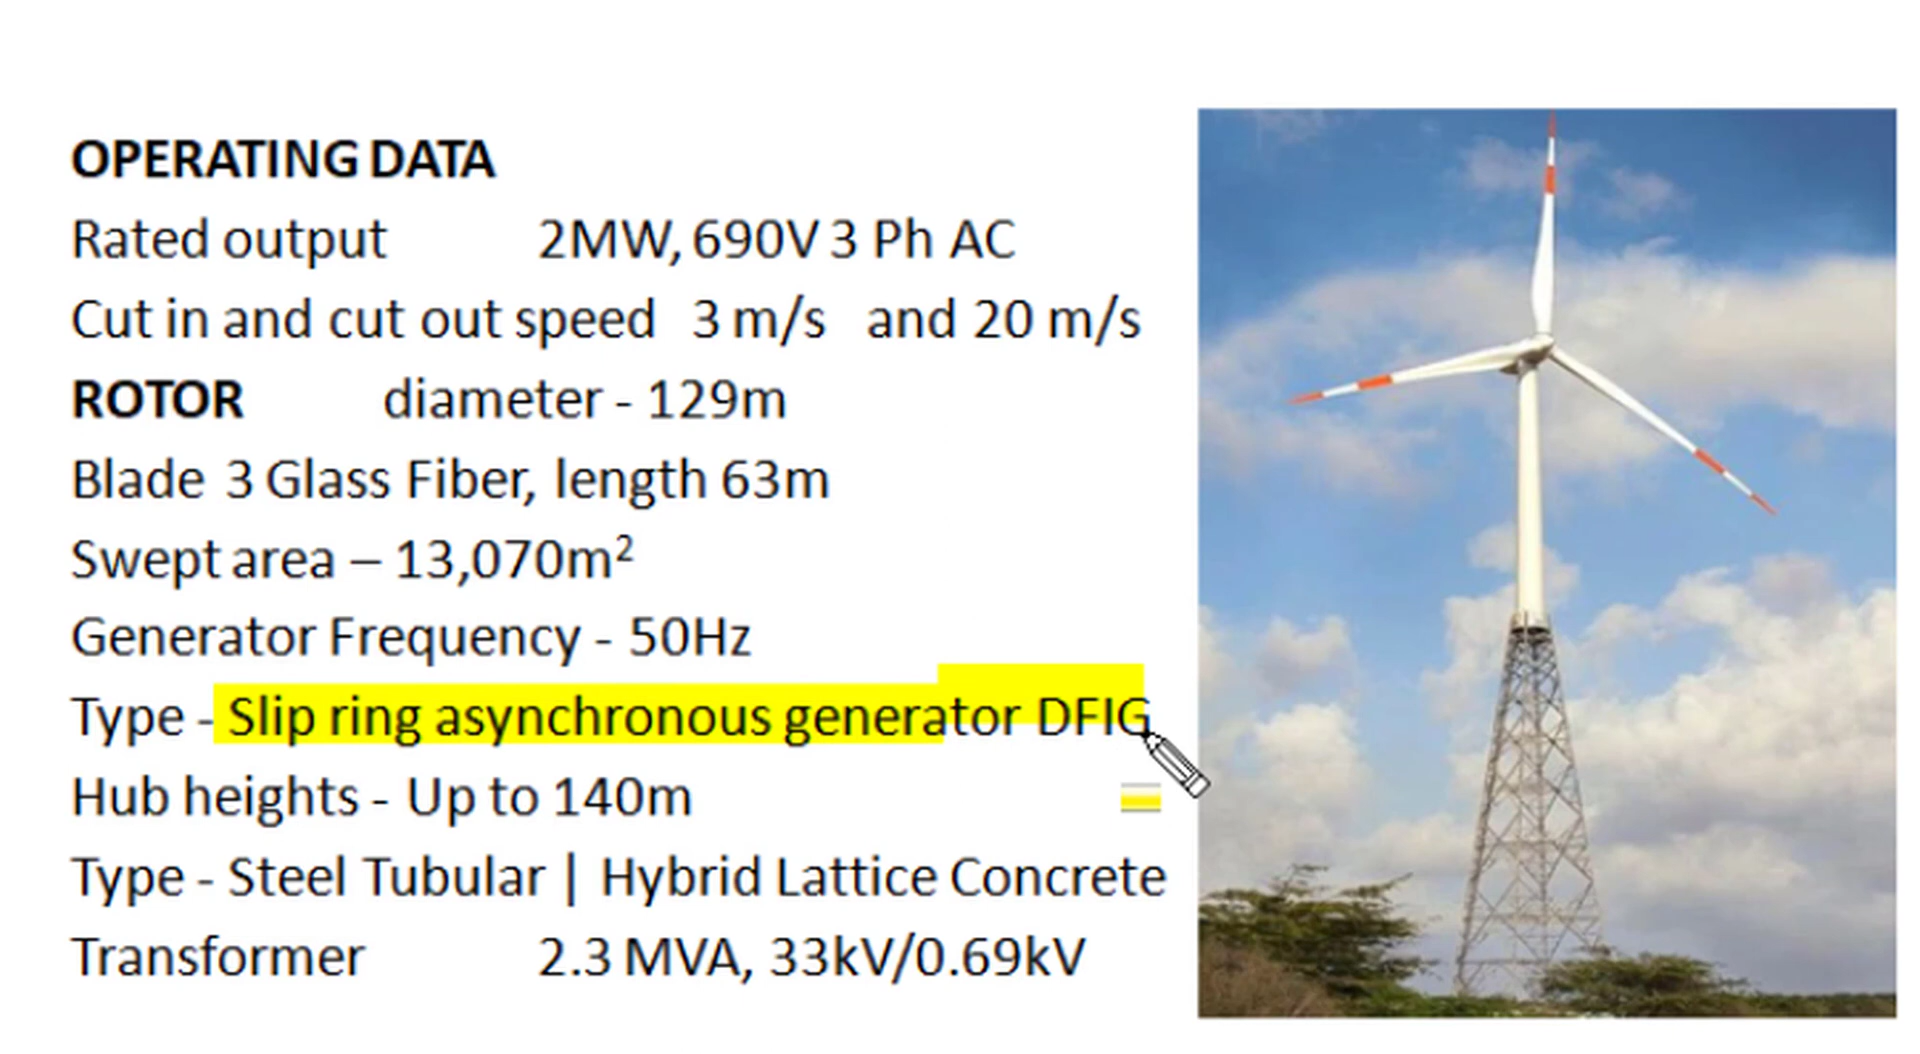 OPERATING DATA
Rated output 2MW, 690V 3 Ph AC
Cut in and cut out speed 3 m/s and 20 m/s
ROTOR diameter - 129m
Blade 3 Glass Fiber, length 63m
Swept area – 13,070m²
Generator Frequency - 50Hz
Type - Slip ring asynchronous generator DFIG
Hub heights - Up to 140m
Type - Steel Tubular | Hybrid Lattice Concrete
Transformer 2.3 MVA, 33kV/0.69kV